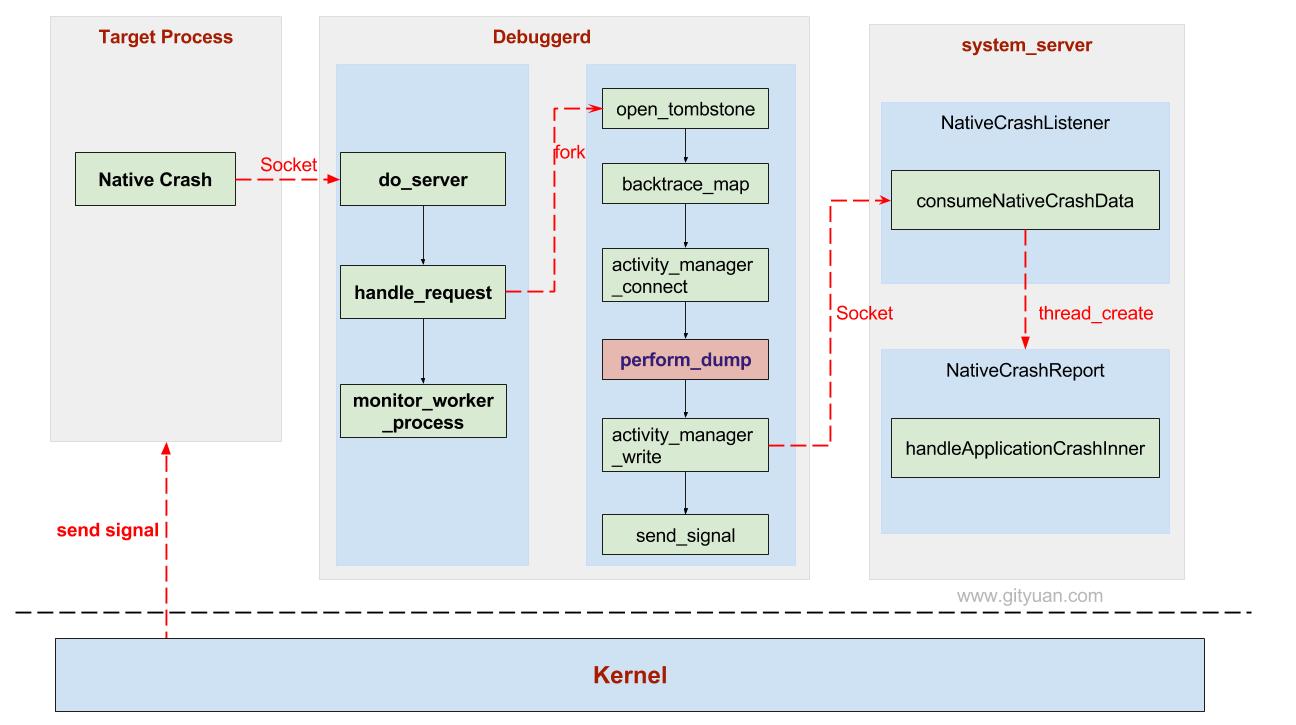 Target Process
Native Crash
send signal
Socket
Debuggerd
do_server
handle_request
monitor_worker
_process
fork
open_tombstone
backtrace_map
activity_manager
_connect
perform_dump
activity_manager
_write
send_signal
Socket
system_server
NativeCrashListener
consumeNativeCrashData
thread_create
NativeCrashReport
handleApplicationCrashInner
www.gityuan.com
Kernel